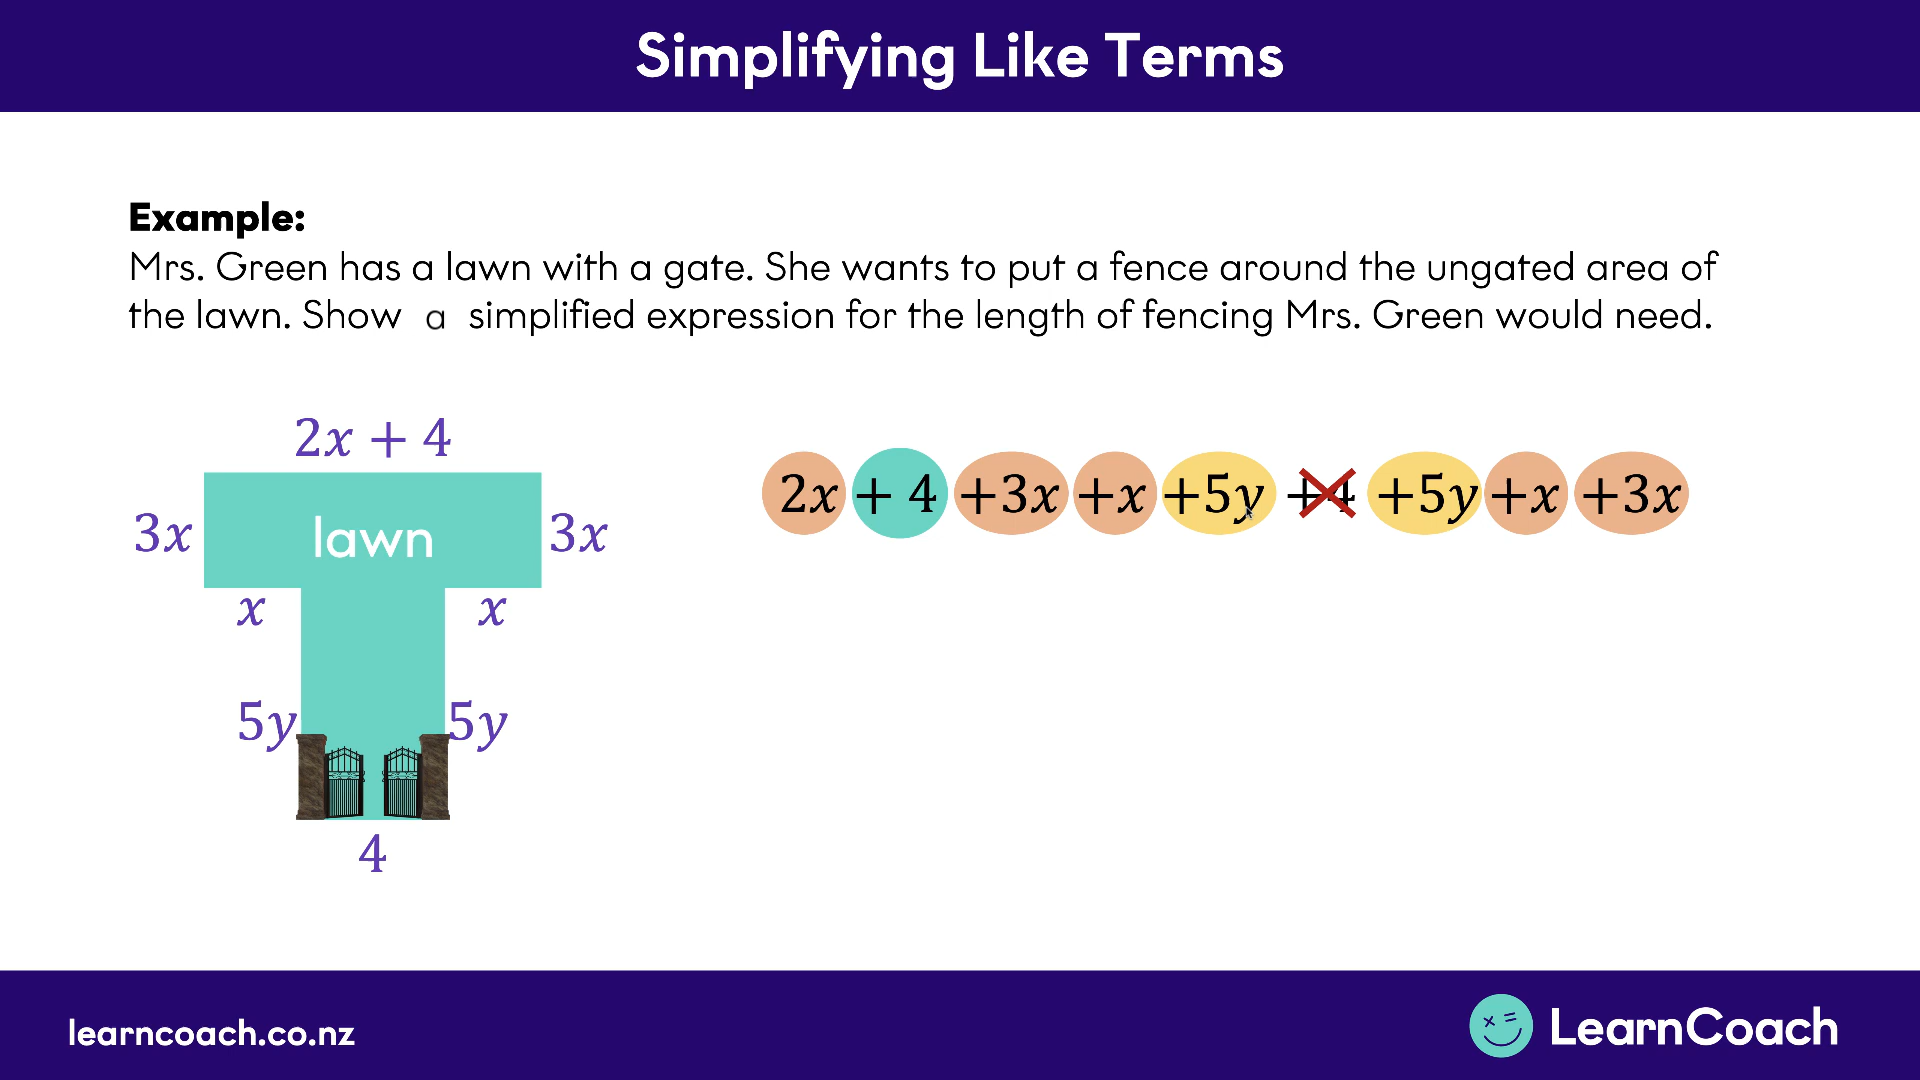 Simplifying Like Terms
Example:
Mrs. Green has a lawn with a gate. She wants to put a fence around the ungated area of
the lawn. Show a simplified expression for the length of fencing Mrs. Green would need.
2x + 4
2x + 4 +3x +x +5y +4 +5y +x +3x
3x lawn 3x
x x
5y 5y
4
learncoach.co.nz
LearnCoach